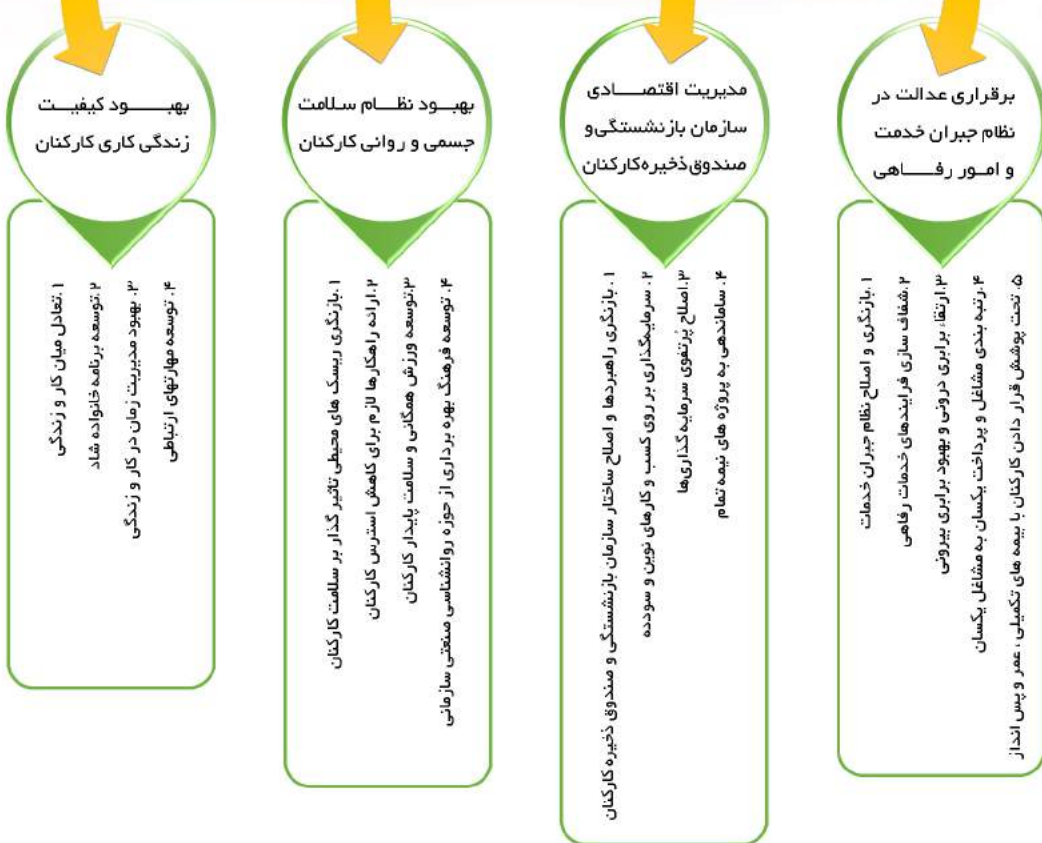 برقراری عدالت در
نظام جبران خدمت
و امور رفاهی
۱.بازنگری و اصلاح نظام جبران خدمات
۲.شفاف سازی فرایندهای خدمات رفاهی
۳.ارتقاء برابری درونی و بهبود برابری بیرونی
۴.رتبه بندی مشاغل و پرداخت یکسان به مشاغل یکسان
۵. تحت پوشش قرار دادن کارکنان با بیمه های تکمیلی ، عمر و پس انداز
مدیریت اقتصادی
سازمان بازنشستگی و
صندوق ذخیره کارکنان
۱. بازنگری راهبردها و اصلاح ساختار سازمان بازنشستگی و صندوق ذخیره کارکنان
۲. سرمایه‌گذاری بر روی کسب و کارهای نوین و سودده
۳.اصلاح پُرتفوی سرمایه گذاری‌ها
۴. ساماندهی به پروژه های نیمه تمام
بهبود نظام سلامت
جسمی و روانی کارکنان
۱.بازنگری ریسک های محیطی تاثیر گذار بر سلامت کارکنان
۲.ارائه راهکارها لازم برای کاهش استرس کارکنان
۳.توسعه ورزش همگانی و سلامت پایدار کارکنان
۴. توسعه فرهنگ بهره برداری از حوزه روانشناسی صنعتی سازمانی
بهبود کیفیت
زندگی کاری کارکنان
۱.تعادل میان کار و زندگی
۲.توسعه برنامه خانواده شاد
۳. بهبود مدیریت زمان در کار و زندگی
۴. توسعه مهارتهای ارتباطی